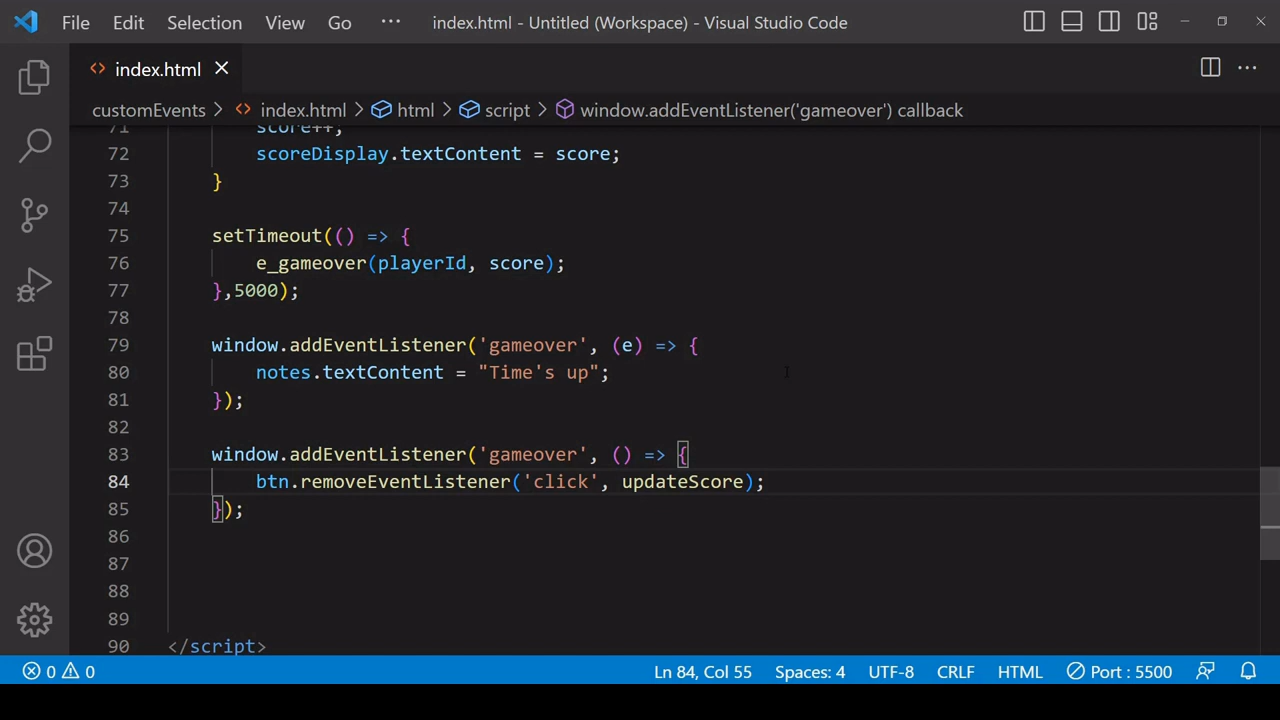 File Edit Selection View Go ··· index.html - Untitled (Workspace) - Visual Studio Code
<> index.html ×
customEvents > <> index.html > html > script > window.addEventListener('gameover') callback
71 score++;
72 scoreDisplay.textContent = score;
73 }
74
75 setTimeout(() => {
76 e_gameover(playerId, score);
77 },5000);
78
79 window.addEventListener('gameover', (e) => {
80 notes.textContent = "Time's up";
81 });
82
83 window.addEventListener('gameover', () => {
84 btn.removeEventListener('click', updateScore);
85 });
86
87
88
89
90 </script>
0 0 Ln 84, Col 55 Spaces: 4 UTF-8 CRLF HTML Port : 5500